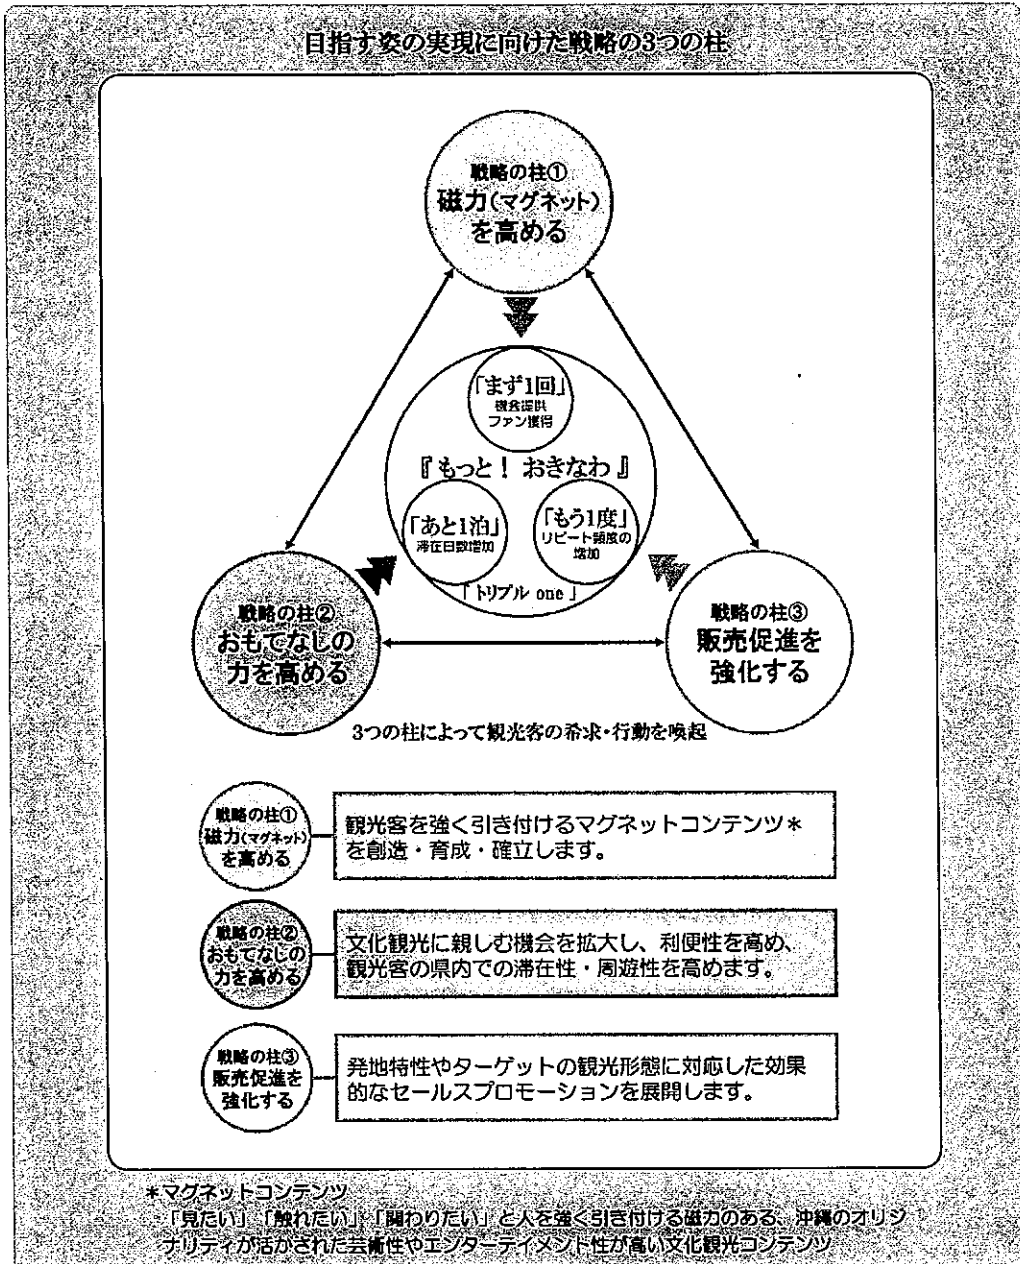 目指す姿の実現に向けた戦略の3つの柱
戦略の柱①
磁力(マグネット)
を高める
「まず1回」
機会提供
ファン獲得
『もっと! おきなわ』
「あと1泊」
滞在日数増加
「もう1度」
リピート頻度の
増加
「トリプル one 」
戦略の柱②
おもてなしの
力を高める
戦略の柱③
販売促進を
強化する
3つの柱によって観光客の希求・行動を喚起
戦略の柱①
磁力(マグネット)
を高める
観光客を強く引き付けるマグネットコンテンツ*
を創造・育成・確立します。
戦略の柱②
おもてなしの
力を高める
文化観光に親しむ機会を拡大し、利便性を高め、
観光客の県内での滞在性・周遊性を高めます。
戦略の柱③
販売促進を
強化する
発地特性やターゲットの観光形態に対応した効果
的なセールスプロモーションを展開します。
*マグネットコンテンツ
「見たい」「触れたい」「関わりたい」と人を強く引き付ける磁力のある、沖縄のオリジ
ナリティが活かされた芸術性やエンターテイメント性が高い文化観光コンテンツ